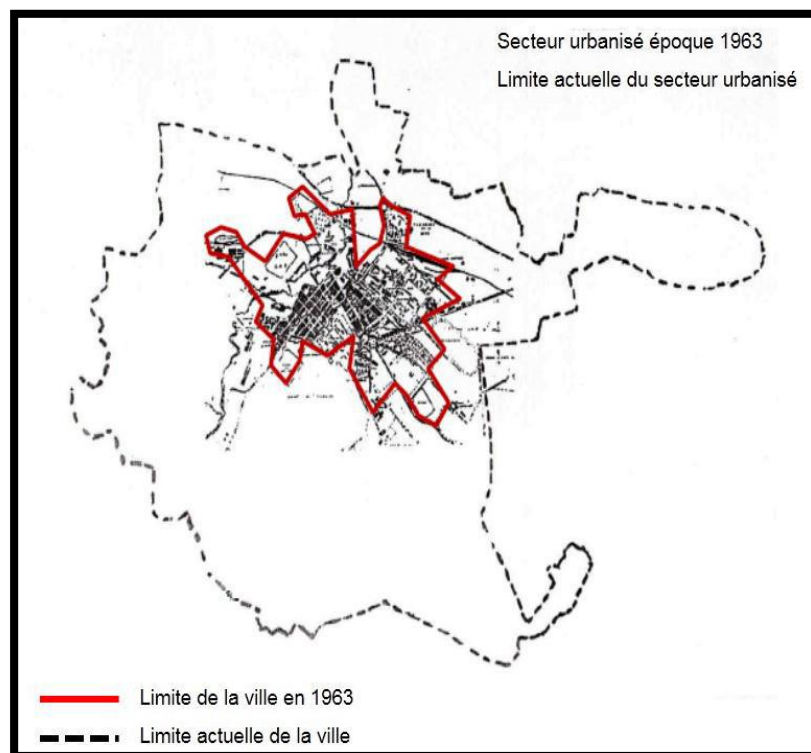 Secteur urbanisé époque 1963
Limite actuelle du secteur urbanisé
Limite de la ville en 1963
Limite actuelle de la ville